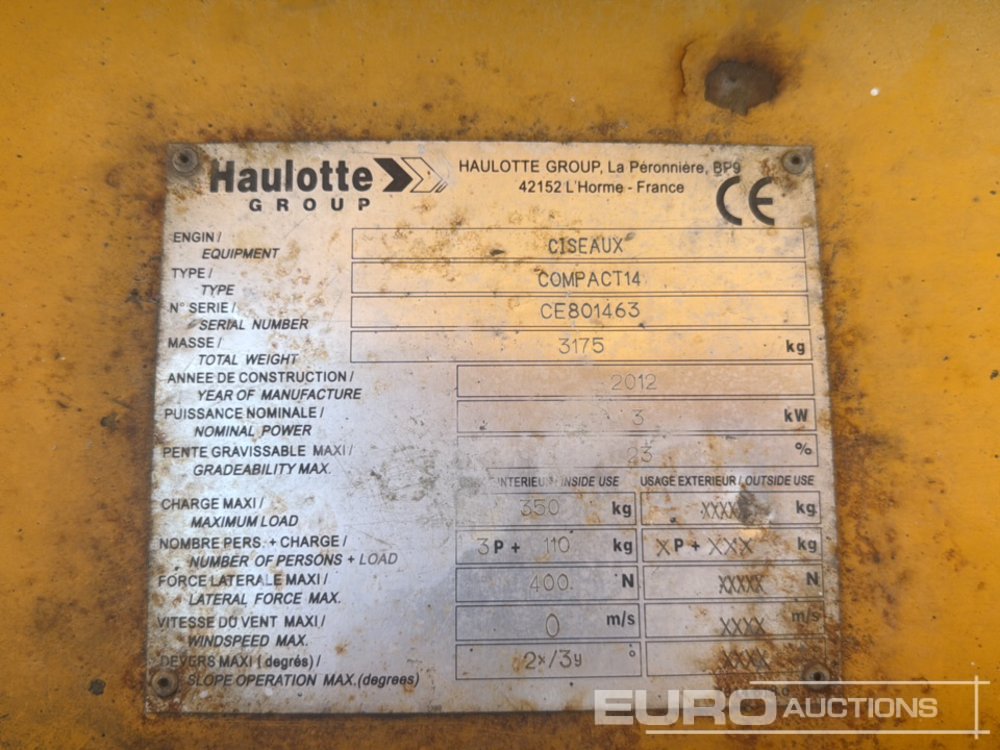 Haulotte
GROUP
HAULOTTE GROUP, La Péronnière, BP9
42152 L'Horme - France
CE
ENGIN / CISEAUX
EQUIPMENT
TYPE / COMPACT14
TYPE
N° SERIE / CE801463
SERIAL NUMBER
MASSE / 3175 kg
TOTAL WEIGHT
ANNEE DE CONSTRUCTION / 2012
YEAR OF MANUFACTURE
PUISSANCE NOMINALE / 3 kW
NOMINAL POWER
PENTE GRAVISSABLE MAXI / 23 %
GRADEABILITY MAX.
INTERIEUR / INSIDE USE USAGE EXTERIEUR / OUTSIDE USE
CHARGE MAXI / 350 kg XXXX kg
MAXIMUM LOAD
NOMBRE PERS. + CHARGE / 3P + 110 kg XP + XXX kg
NUMBER OF PERSONS + LOAD
FORCE LATERALE MAXI / 400. N XXXXX N
LATERAL FORCE MAX.
VITESSE DU VENT MAXI / 0 m/s XXXX m/s
WINDSPEED MAX.
DEVERS MAXI ( degrés) / 2x/3y ° XXXX
SLOPE OPERATION MAX.(degrees)
EURO AUCTIONS